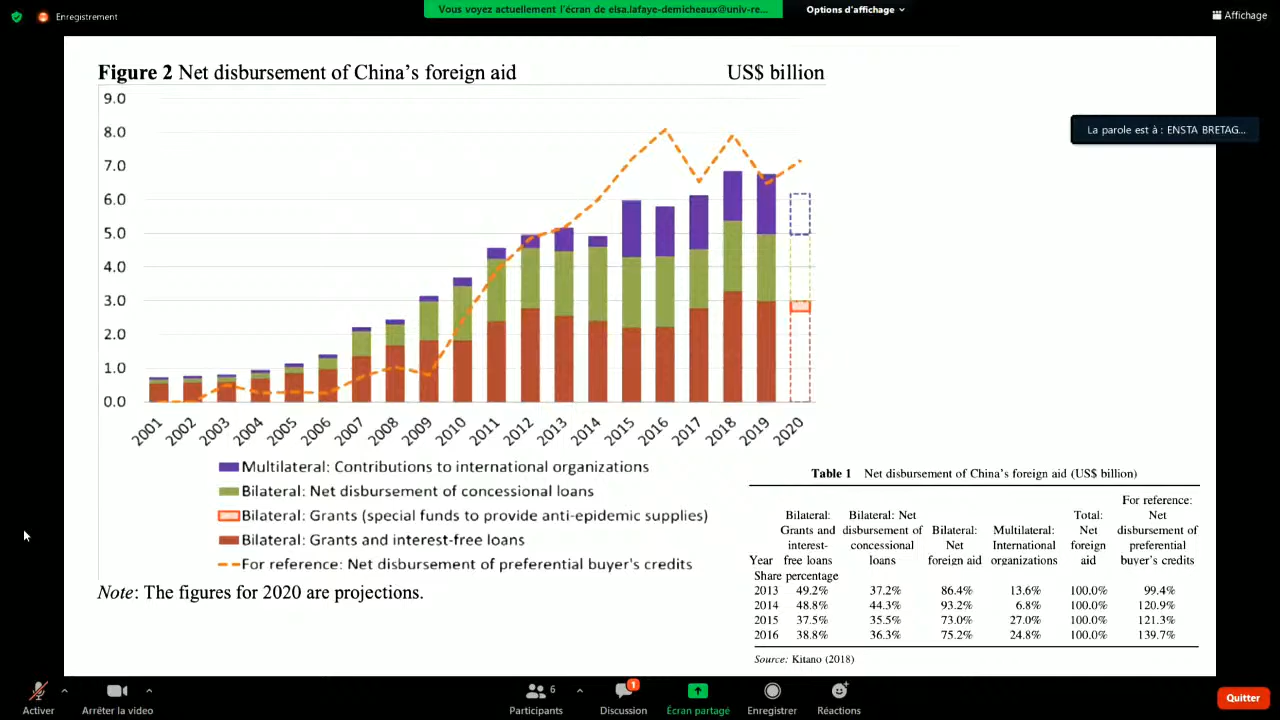 Enregistrement
Vous voyez actuellement l'écran de elsa.lafaye-demicheaux@univ-re...
Options d'affichage
Affichage
Figure 2 Net disbursement of China's foreign aid
US$ billion
La parole est à : ENSTA BRETAG...
9.0
8.0
7.0
6.0
5.0
4.0
3.0
2.0
1.0
0.0
2001 2002 2003 2004 2005 2006 2007 2008 2009 2010 2011 2012 2013 2014 2015 2016 2017 2018 2019 2020
Multilateral: Contributions to international organizations
Bilateral: Net disbursement of concessional loans
Bilateral: Grants (special funds to provide anti-epidemic supplies)
Bilateral: Grants and interest-free loans
For reference: Net disbursement of preferential buyer's credits
Note: The figures for 2020 are projections.
Table 1 Net disbursement of China's foreign aid (US$ billion)
For reference:
Bilateral: Bilateral: Net Total: Net
Grants and disbursement of Bilateral: Multilateral: Net disbursement of
interest- concessional Net International foreign preferential
Year free loans loans foreign aid organizations aid buyer's credits
Share percentage
2013 49.2% 37.2% 86.4% 13.6% 100.0% 99.4%
2014 48.8% 44.3% 93.2% 6.8% 100.0% 120.9%
2015 37.5% 35.5% 73.0% 27.0% 100.0% 121.3%
2016 38.8% 36.3% 75.2% 24.8% 100.0% 139.7%
Source: Kitano (2018)
Activer
Arrêter la video
6
Participants
1
Discussion
Écran partagé
Enregistrer
Réactions
Quitter